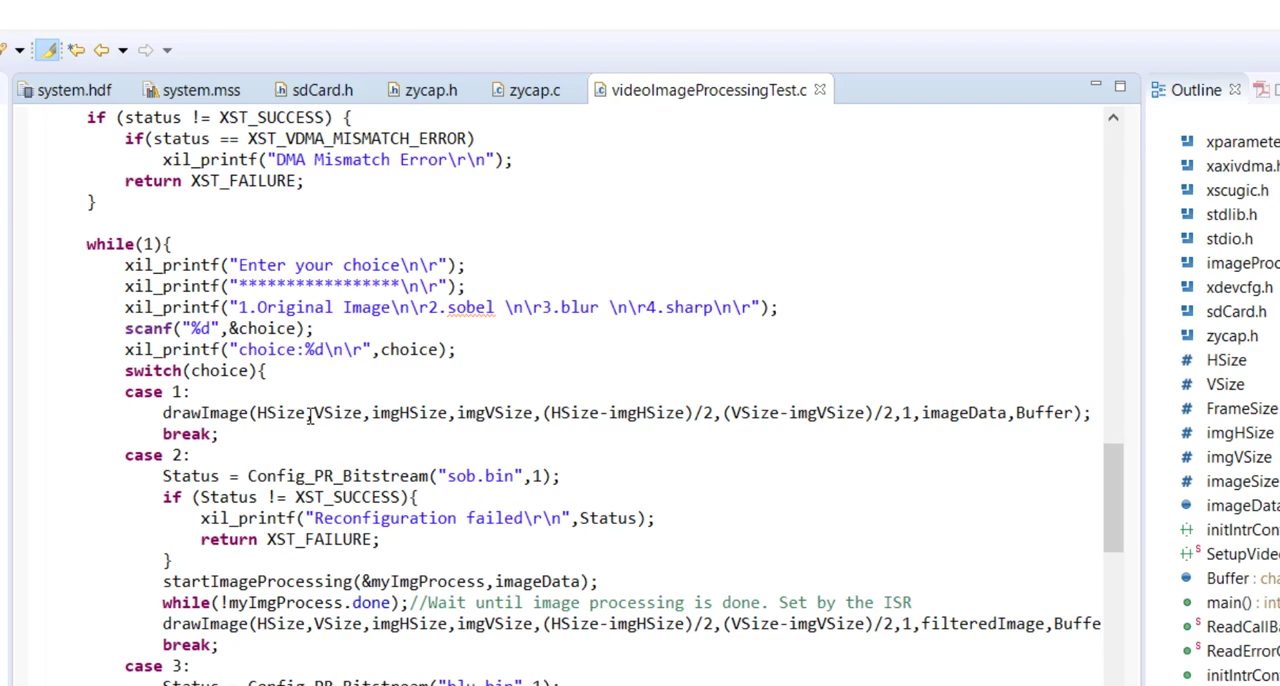 system.hdf system.mss sdCard.h zycap.h zycap.c videoImageProcessingTest.c Outline
if (status != XST_SUCCESS) {
if(status == XST_VDMA_MISMATCH_ERROR)
xil_printf("DMA Mismatch Error\r\n");
return XST_FAILURE;
}
while(1){
xil_printf("Enter your choice\n\r");
xil_printf("*****************\n\r");
xil_printf("1.Original Image\n\r2.sobel \n\r3.blur \n\r4.sharp\n\r");
scanf("%d",&choice);
xil_printf("choice:%d\n\r",choice);
switch(choice){
case 1:
drawImage(HSize,VSize,imgHSize,imgVSize,(HSize-imgHSize)/2,(VSize-imgVSize)/2,1,imageData,Buffer);
break;
case 2:
Status = Config_PR_Bitstream("sob.bin",1);
if (Status != XST_SUCCESS){
xil_printf("Reconfiguration failed\r\n",Status);
return XST_FAILURE;
}
startImageProcessing(&myImgProcess,imageData);
while(!myImgProcess.done);//Wait until image processing is done. Set by the ISR
drawImage(HSize,VSize,imgHSize,imgVSize,(HSize-imgHSize)/2,(VSize-imgVSize)/2,1,filteredImage,Buffe
break;
case 3:
Status = Config_PR_Bitstream("blu.bin",1);
xparamete
xaxivdma.h
xscugic.h
stdlib.h
stdio.h
imageProc
xdevcfg.h
sdCard.h
zycap.h
# HSize
# VSize
# FrameSize
# imgHSize
# imgVSize
# imageSize
imageData
initIntrCon
S SetupVide
Buffer : cha
main() : int
S ReadCallBa
S ReadErrorC
initIntrCon